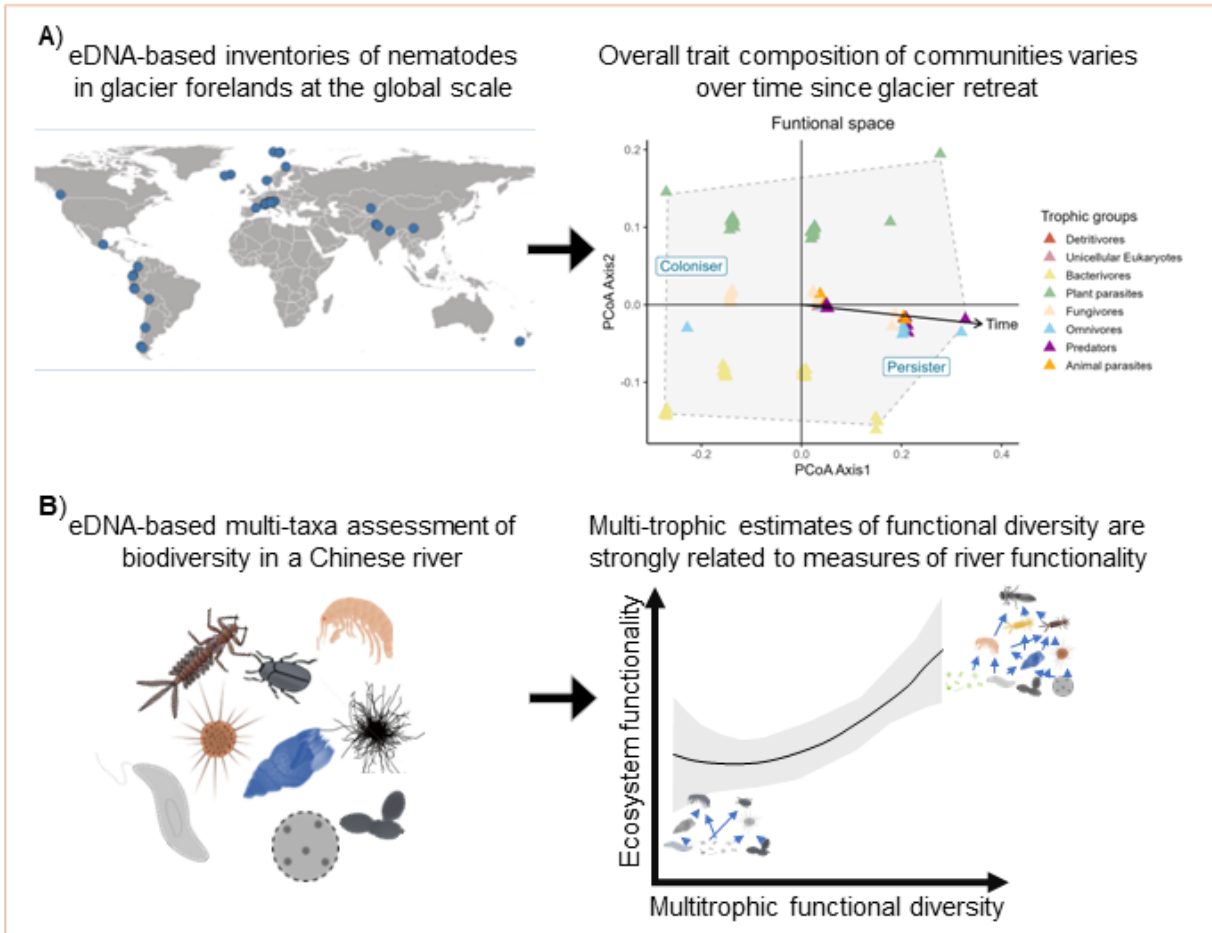 A)
eDNA-based inventories of nematodes
in glacier forelands at the global scale
Overall trait composition of communities varies
over time since glacier retreat
Funtional space
0.2
0.1
0.0
-0.1
PCoA Axis2
Coloniser
Persister
Time
-0.2
0.0
0.2
0.4
PCoA Axis1
Trophic groups
Detritivores
Unicellular Eukaryotes
Bacterivores
Plant parasites
Fungivores
Omnivores
Predators
Animal parasites
B)
eDNA-based multi-taxa assessment of
biodiversity in a Chinese river
Multi-trophic estimates of functional diversity are
strongly related to measures of river functionality
Ecosystem functionality
Multitrophic functional diversity